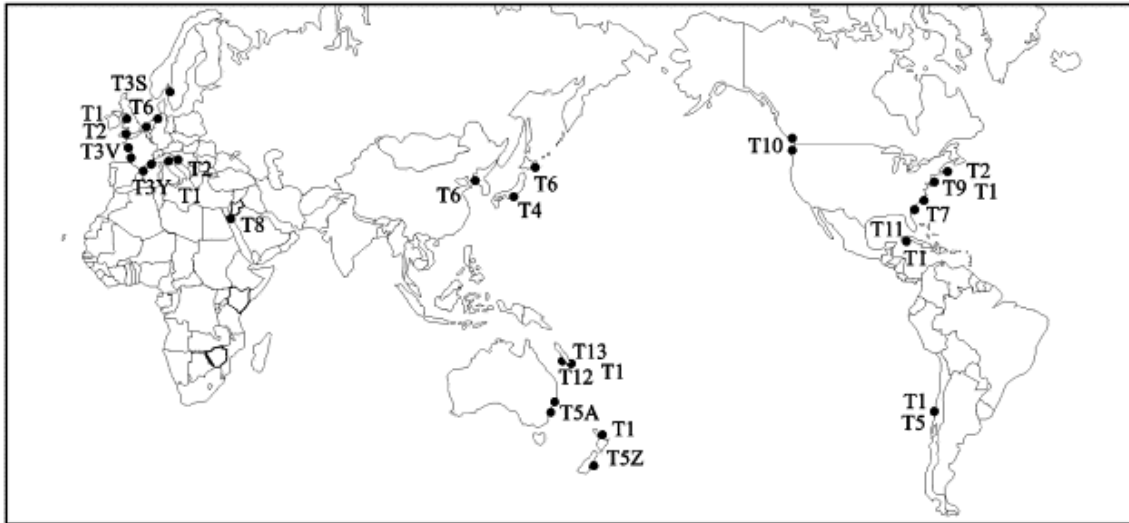 T3S
T1 T6
T2
T3V
T3Y T2
T1
T8
T6 T6
T4
T10
T2
T9 T1
T7
T11
T1
T13
T12 T1
T5A
T1
T5Z
T1
T5